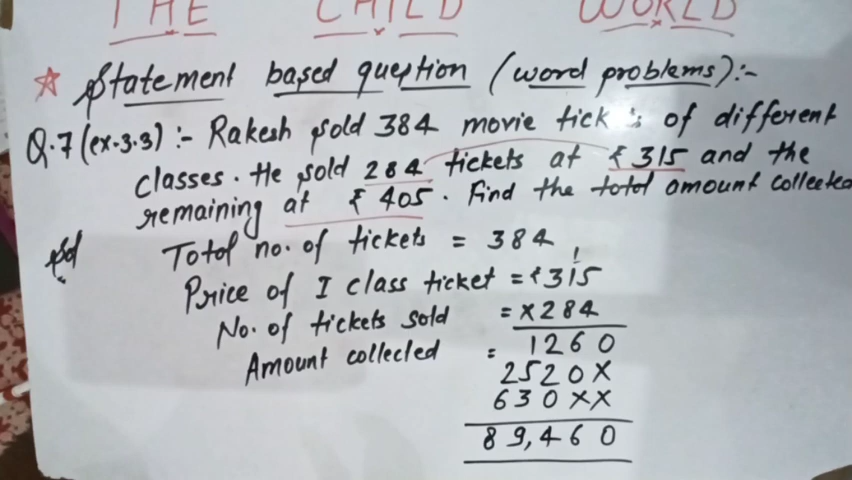 THE CHILD WORLD
☆ Statement based question (word problems):-
Q.7 (ex.3.3) :- Rakesh sold 384 movie tick s of different
classes. He sold 284 tickets at ₹ 315 and the
remaining at ₹ 405. Find the total amount collected
Sol Total no. of tickets = 384
1
Price of I class ticket = ₹315
No. of tickets sold = ×284
Amount collected = 1260
2520×
630××
89,460